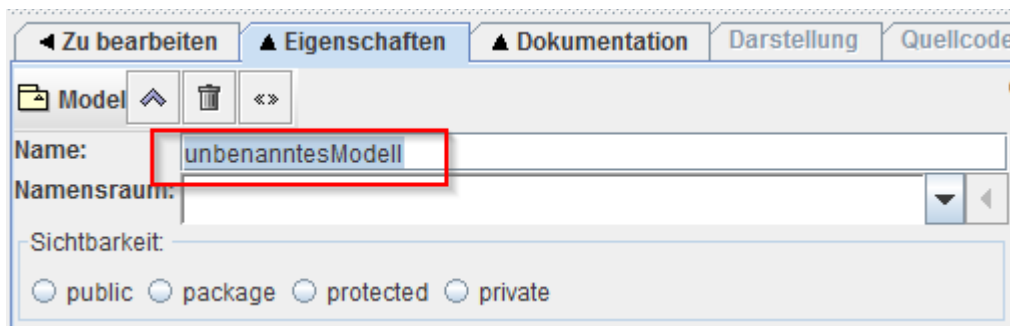 Zu bearbeiten Eigenschaften Dokumentation Darstellung Quellcode
Model «»
Name: unbenanntesModell
Namensraum:
Sichtbarkeit:
public package protected private